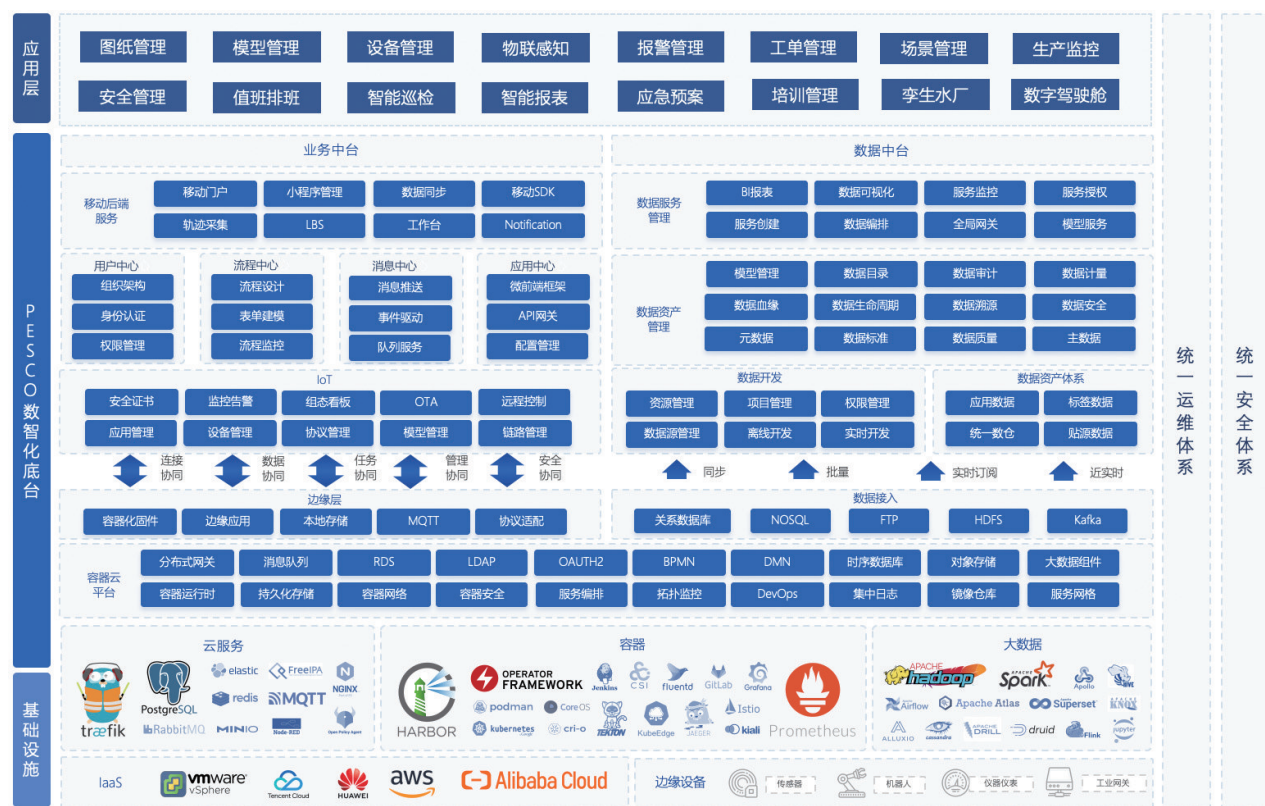 应用层
图纸管理 模型管理 设备管理 物联感知 报警管理 工单管理 场景管理 生产监控
安全管理 值班排班 智能巡检 智能报表 应急预案 培训管理 孪生水厂 数字驾驶舱
PESCO数智化底台
业务中台
移动后端
服务
移动门户 小程序管理 数据同步 移动SDK
轨迹采集 LBS 工作台 Notification
用户中心
组织架构
身份认证
权限管理
流程中心
流程设计
表单建模
流程监控
消息中心
消息推送
事件驱动
队列服务
应用中心
微前端框架
API网关
配置管理
IoT
安全证书 监控告警 组态看板 OTA 远程控制
应用管理 设备管理 协议管理 模型管理 链路管理
连接
协同
数据
协同
任务
协同
管理
协同
安全
协同
边缘层
容器化固件 边缘应用 本地存储 MQTT 协议适配
数据中台
数据服务
管理
BI报表 数据可视化 服务监控 服务授权
服务创建 数据编排 全局网关 模型服务
数据资产
管理
模型管理 数据目录 数据审计 数据计量
数据血缘 数据生命周期 数据溯源 数据安全
元数据 数据标准 数据质量 主数据
数据开发
资源管理 项目管理 权限管理
数据源管理 离线开发 实时开发
数据资产体系
应用数据 标签数据
统一数仓 贴源数据
同步 批量 实时订阅 近实时
数据接入
关系数据库 NOSQL FTP HDFS Kafka
容器云
平台
分布式网关 消息队列 RDS LDAP OAUTH2 BPMN DMN 时序数据库 对象存储 大数据组件
容器运行时 持久化存储 容器网络 容器安全 服务编排 拓扑监控 DevOps 集中日志 镜像仓库 服务网格
基础设施
云服务
træfik
PostgreSQL
elastic FreeIPA
NGINX
redis MQTT
RabbitMQ MINIO Node-RED Open Policy Agent
容器
HARBOR
OPERATOR
FRAMEWORK
Jenkins CSI fluentd GitLab Grafana
podman CoreOS
kubernetes cri-o TEKTON KubeEdge JAEGER
Istio
kiali
Prometheus
大数据
APACHE
hadoop
APACHE
Spark
Apollo HIVE
Airflow Apache Atlas Superset KNOX
ALLUXIO cassandra APACHE
DRILL druid Flink jupyter
IaaS
vmware
vSphere
Tencent Cloud
HUAWEI
aws
Alibaba Cloud
边缘设备
传感器 机器人 仪器仪表 工业网关
统一运维体系
统一安全体系